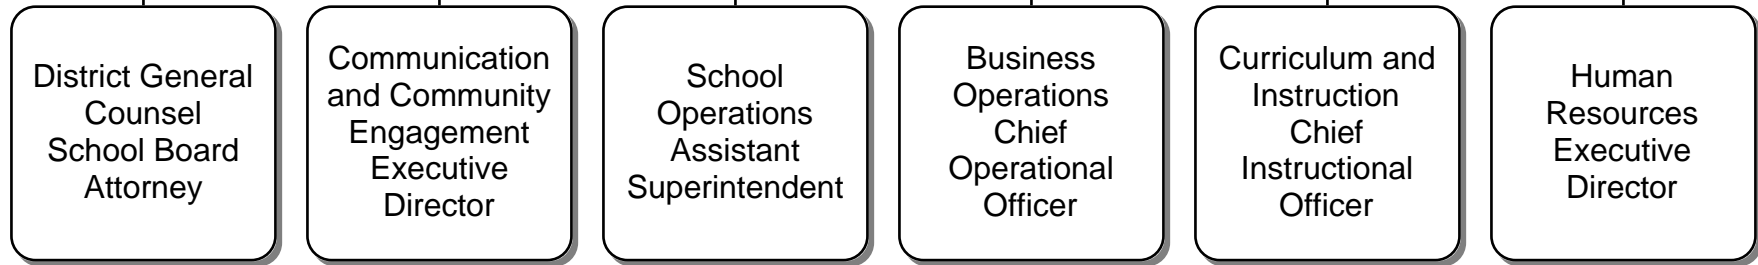 District General
Counsel
School Board
Attorney
Communication
and Community
Engagement
Executive
Director
School
Operations
Assistant
Superintendent
Business
Operations
Chief
Operational
Officer
Curriculum and
Instruction
Chief
Instructional
Officer
Human
Resources
Executive
Director